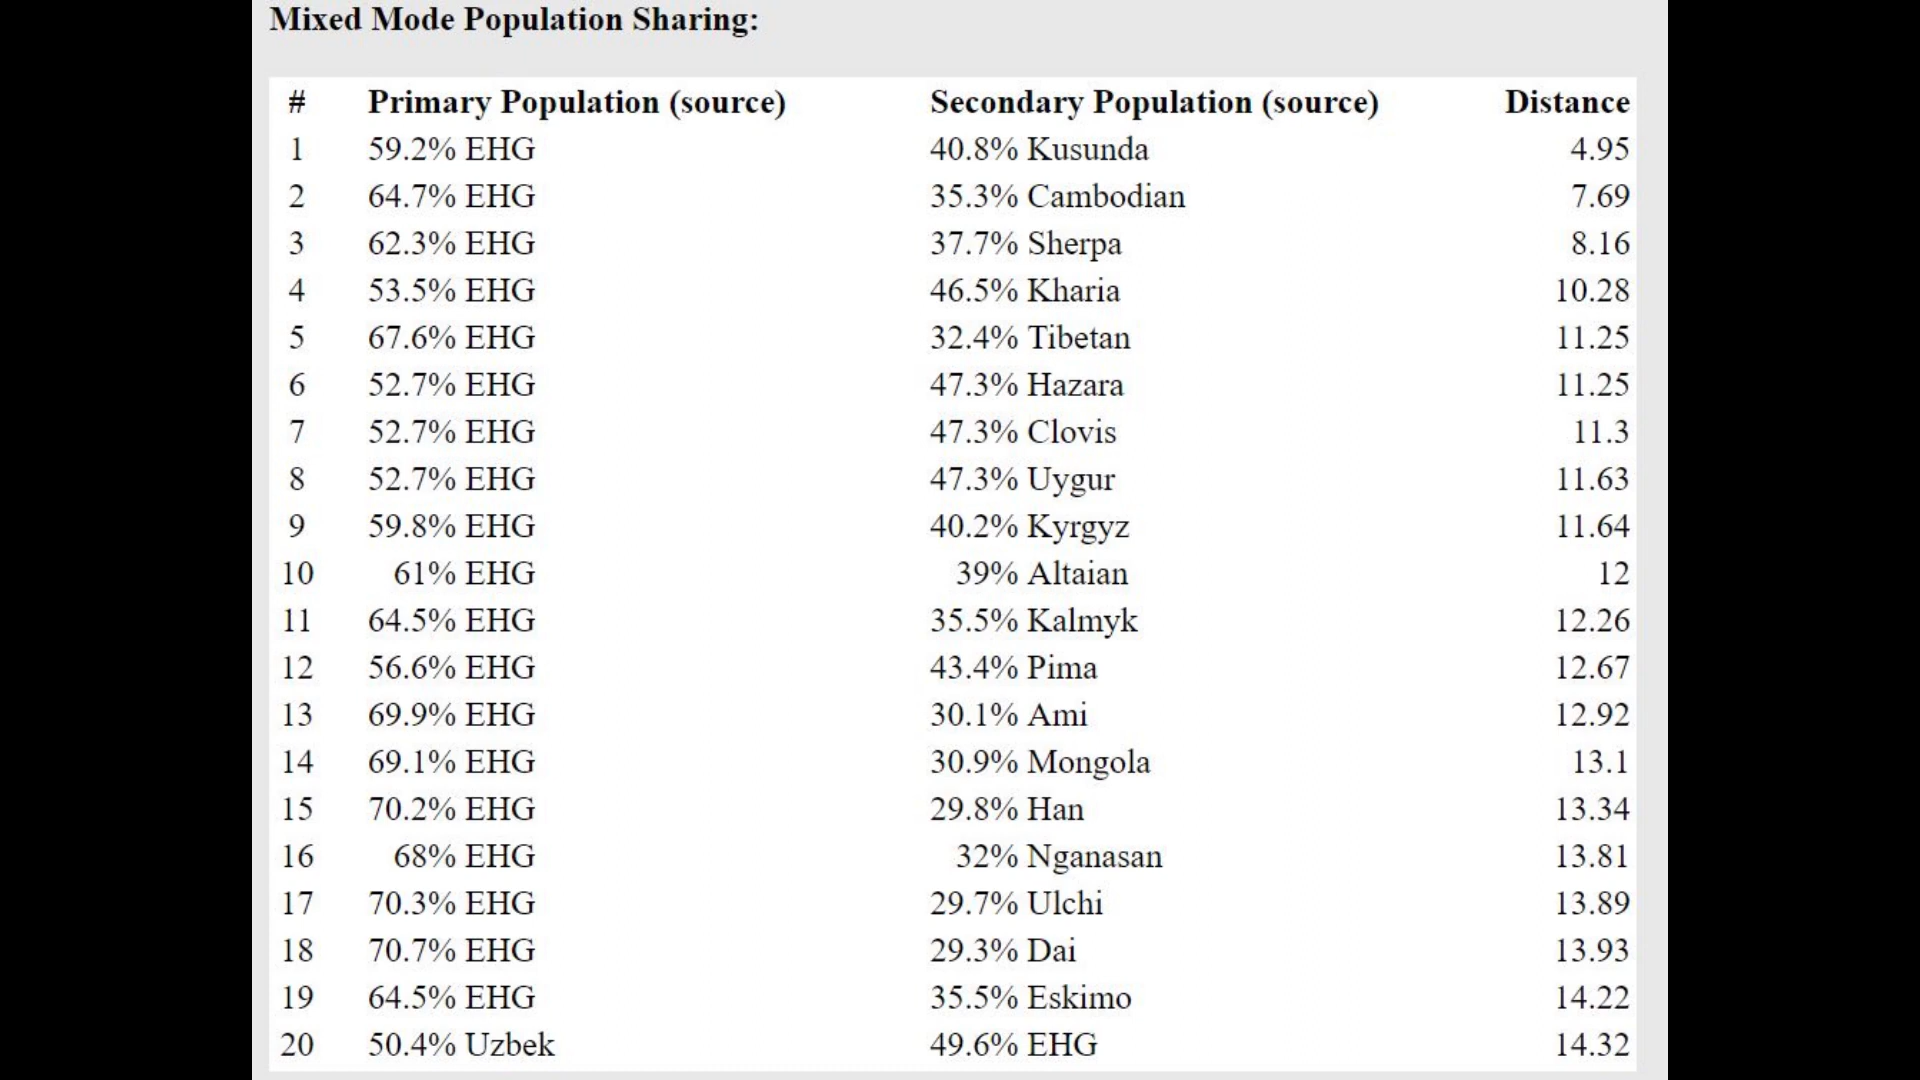 Mixed Mode Population Sharing:
# Primary Population (source) Secondary Population (source) Distance
1 59.2% EHG 40.8% Kusunda 4.95
2 64.7% EHG 35.3% Cambodian 7.69
3 62.3% EHG 37.7% Sherpa 8.16
4 53.5% EHG 46.5% Kharia 10.28
5 67.6% EHG 32.4% Tibetan 11.25
6 52.7% EHG 47.3% Hazara 11.25
7 52.7% EHG 47.3% Clovis 11.3
8 52.7% EHG 47.3% Uygur 11.63
9 59.8% EHG 40.2% Kyrgyz 11.64
10 61% EHG 39% Altaian 12
11 64.5% EHG 35.5% Kalmyk 12.26
12 56.6% EHG 43.4% Pima 12.67
13 69.9% EHG 30.1% Ami 12.92
14 69.1% EHG 30.9% Mongola 13.1
15 70.2% EHG 29.8% Han 13.34
16 68% EHG 32% Nganasan 13.81
17 70.3% EHG 29.7% Ulchi 13.89
18 70.7% EHG 29.3% Dai 13.93
19 64.5% EHG 35.5% Eskimo 14.22
20 50.4% Uzbek 49.6% EHG 14.32